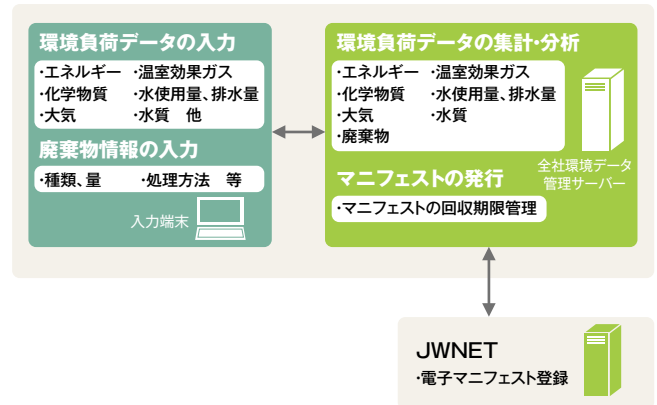 環境負荷データの入力
・エネルギー ・温室効果ガス
・化学物質 ・水使用量、排水量
・大気 ・水質 他
廃棄物情報の入力
・種類、量 ・処理方法 等
入力端末
環境負荷データの集計・分析
・エネルギー ・温室効果ガス
・化学物質 ・水使用量、排水量
・大気 ・水質
・廃棄物
全社環境データ
管理サーバー
マニフェストの発行
・マニフェストの回収期限管理
JWNET
・電子マニフェスト登録